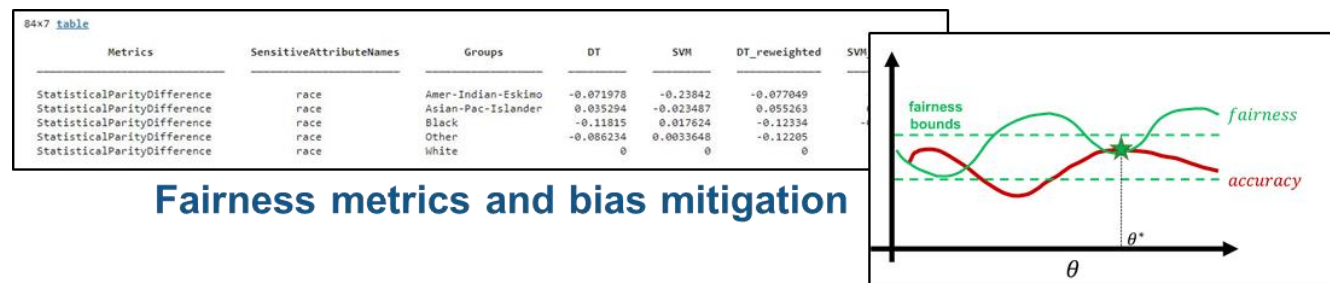 84×7 table
Metrics SensitiveAttributeNames Groups DT SVM DT_reweighted
StatisticalParityDifference race Amer-Indian-Eskimo -0.071978 -0.23842 -0.077049
StatisticalParityDifference race Asian-Pac-Islander 0.035294 -0.023487 0.055263
StatisticalParityDifference race Black -0.11815 0.017624 -0.12334
StatisticalParityDifference race Other -0.086234 0.0033648 -0.12205
StatisticalParityDifference race White 0 0 0
Fairness metrics and bias mitigation
fairness
bounds
fairness
accuracy
θ*
θ